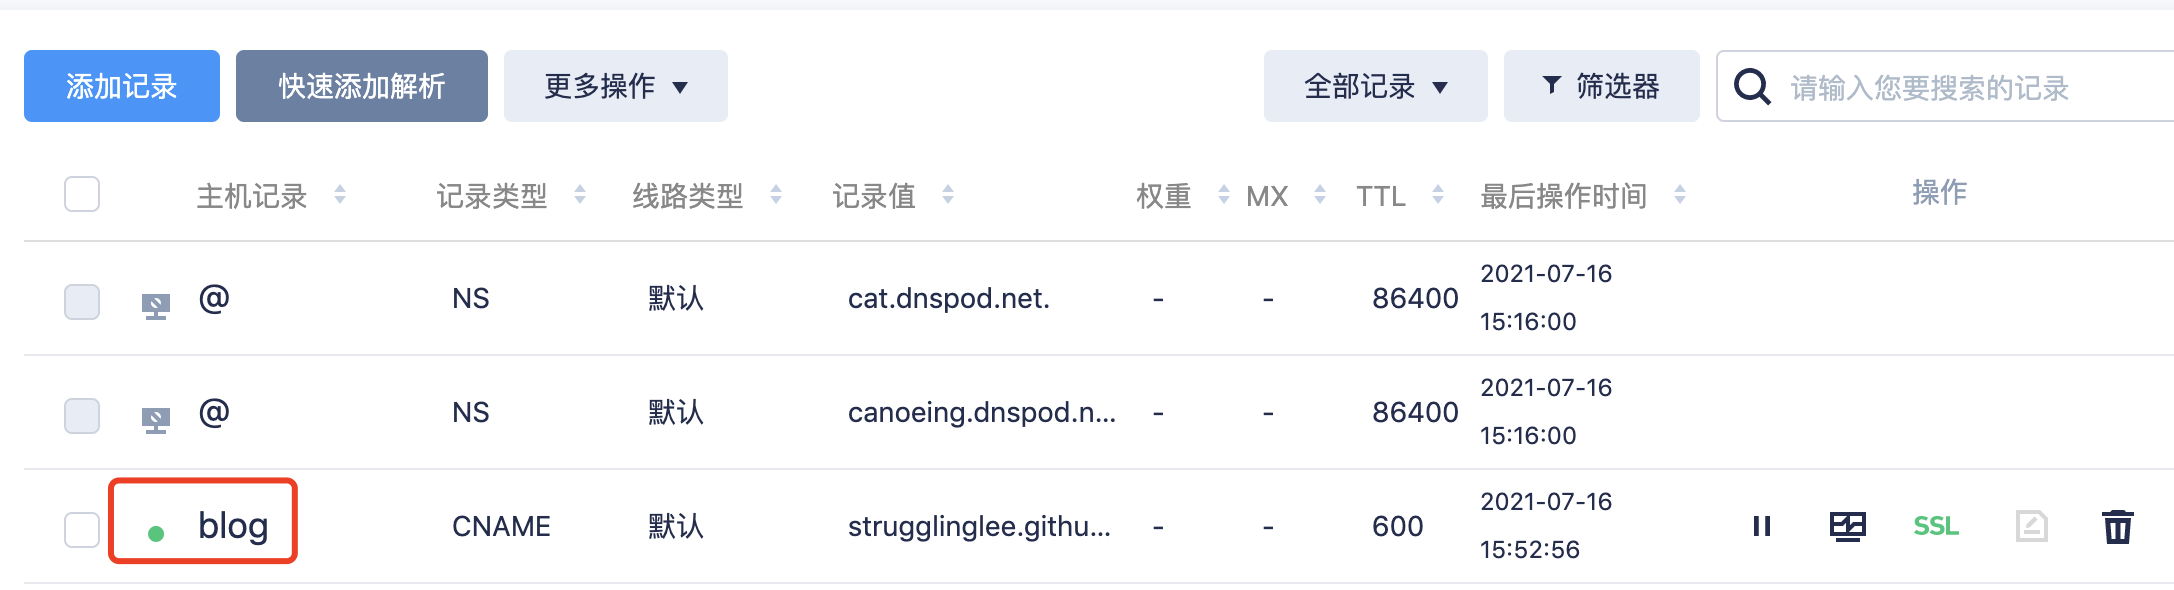 添加记录 快速添加解析 更多操作 全部记录 筛选器 请输入您要搜索的记录
主机记录 记录类型 线路类型 记录值 权重 MX TTL 最后操作时间 操作
@ NS 默认 cat.dnspod.net. - - 86400 2021-07-16
15:16:00
@ NS 默认 canoeing.dnspod.n... - - 86400 2021-07-16
15:16:00
blog CNAME 默认 strugglinglee.githu... - - 600 2021-07-16
15:52:56 SSL